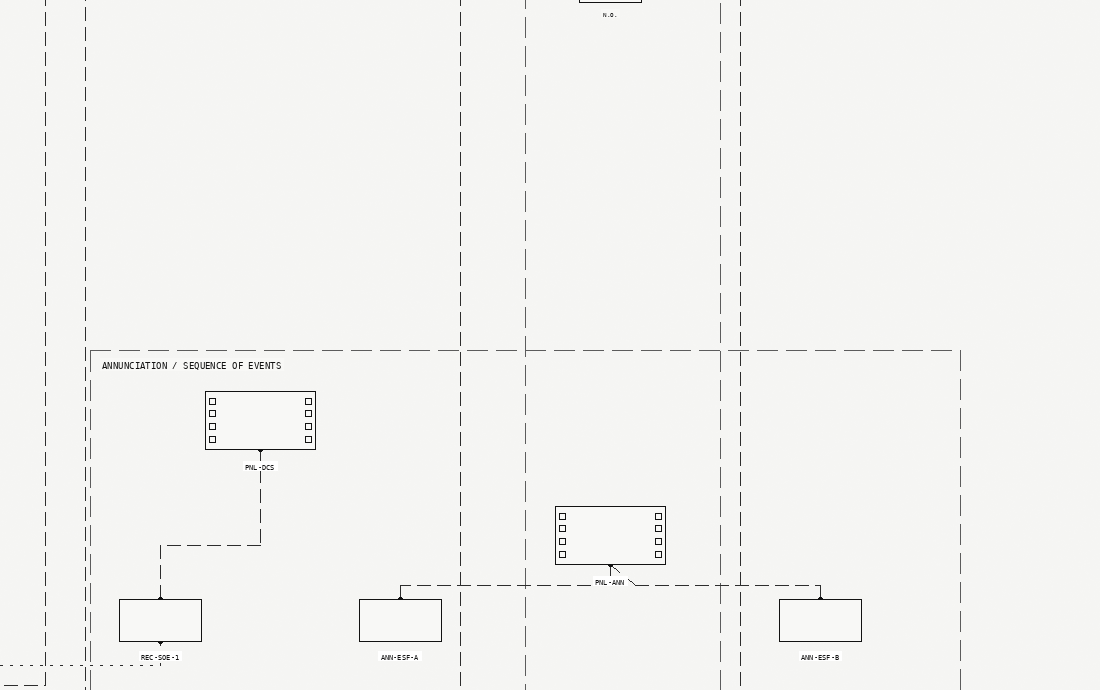 N.O.
ANNUNCIATION / SEQUENCE OF EVENTS
PNL-DCS
PNL-ANN
REC-SOE-1
ANN-ESF-A
ANN-ESF-B